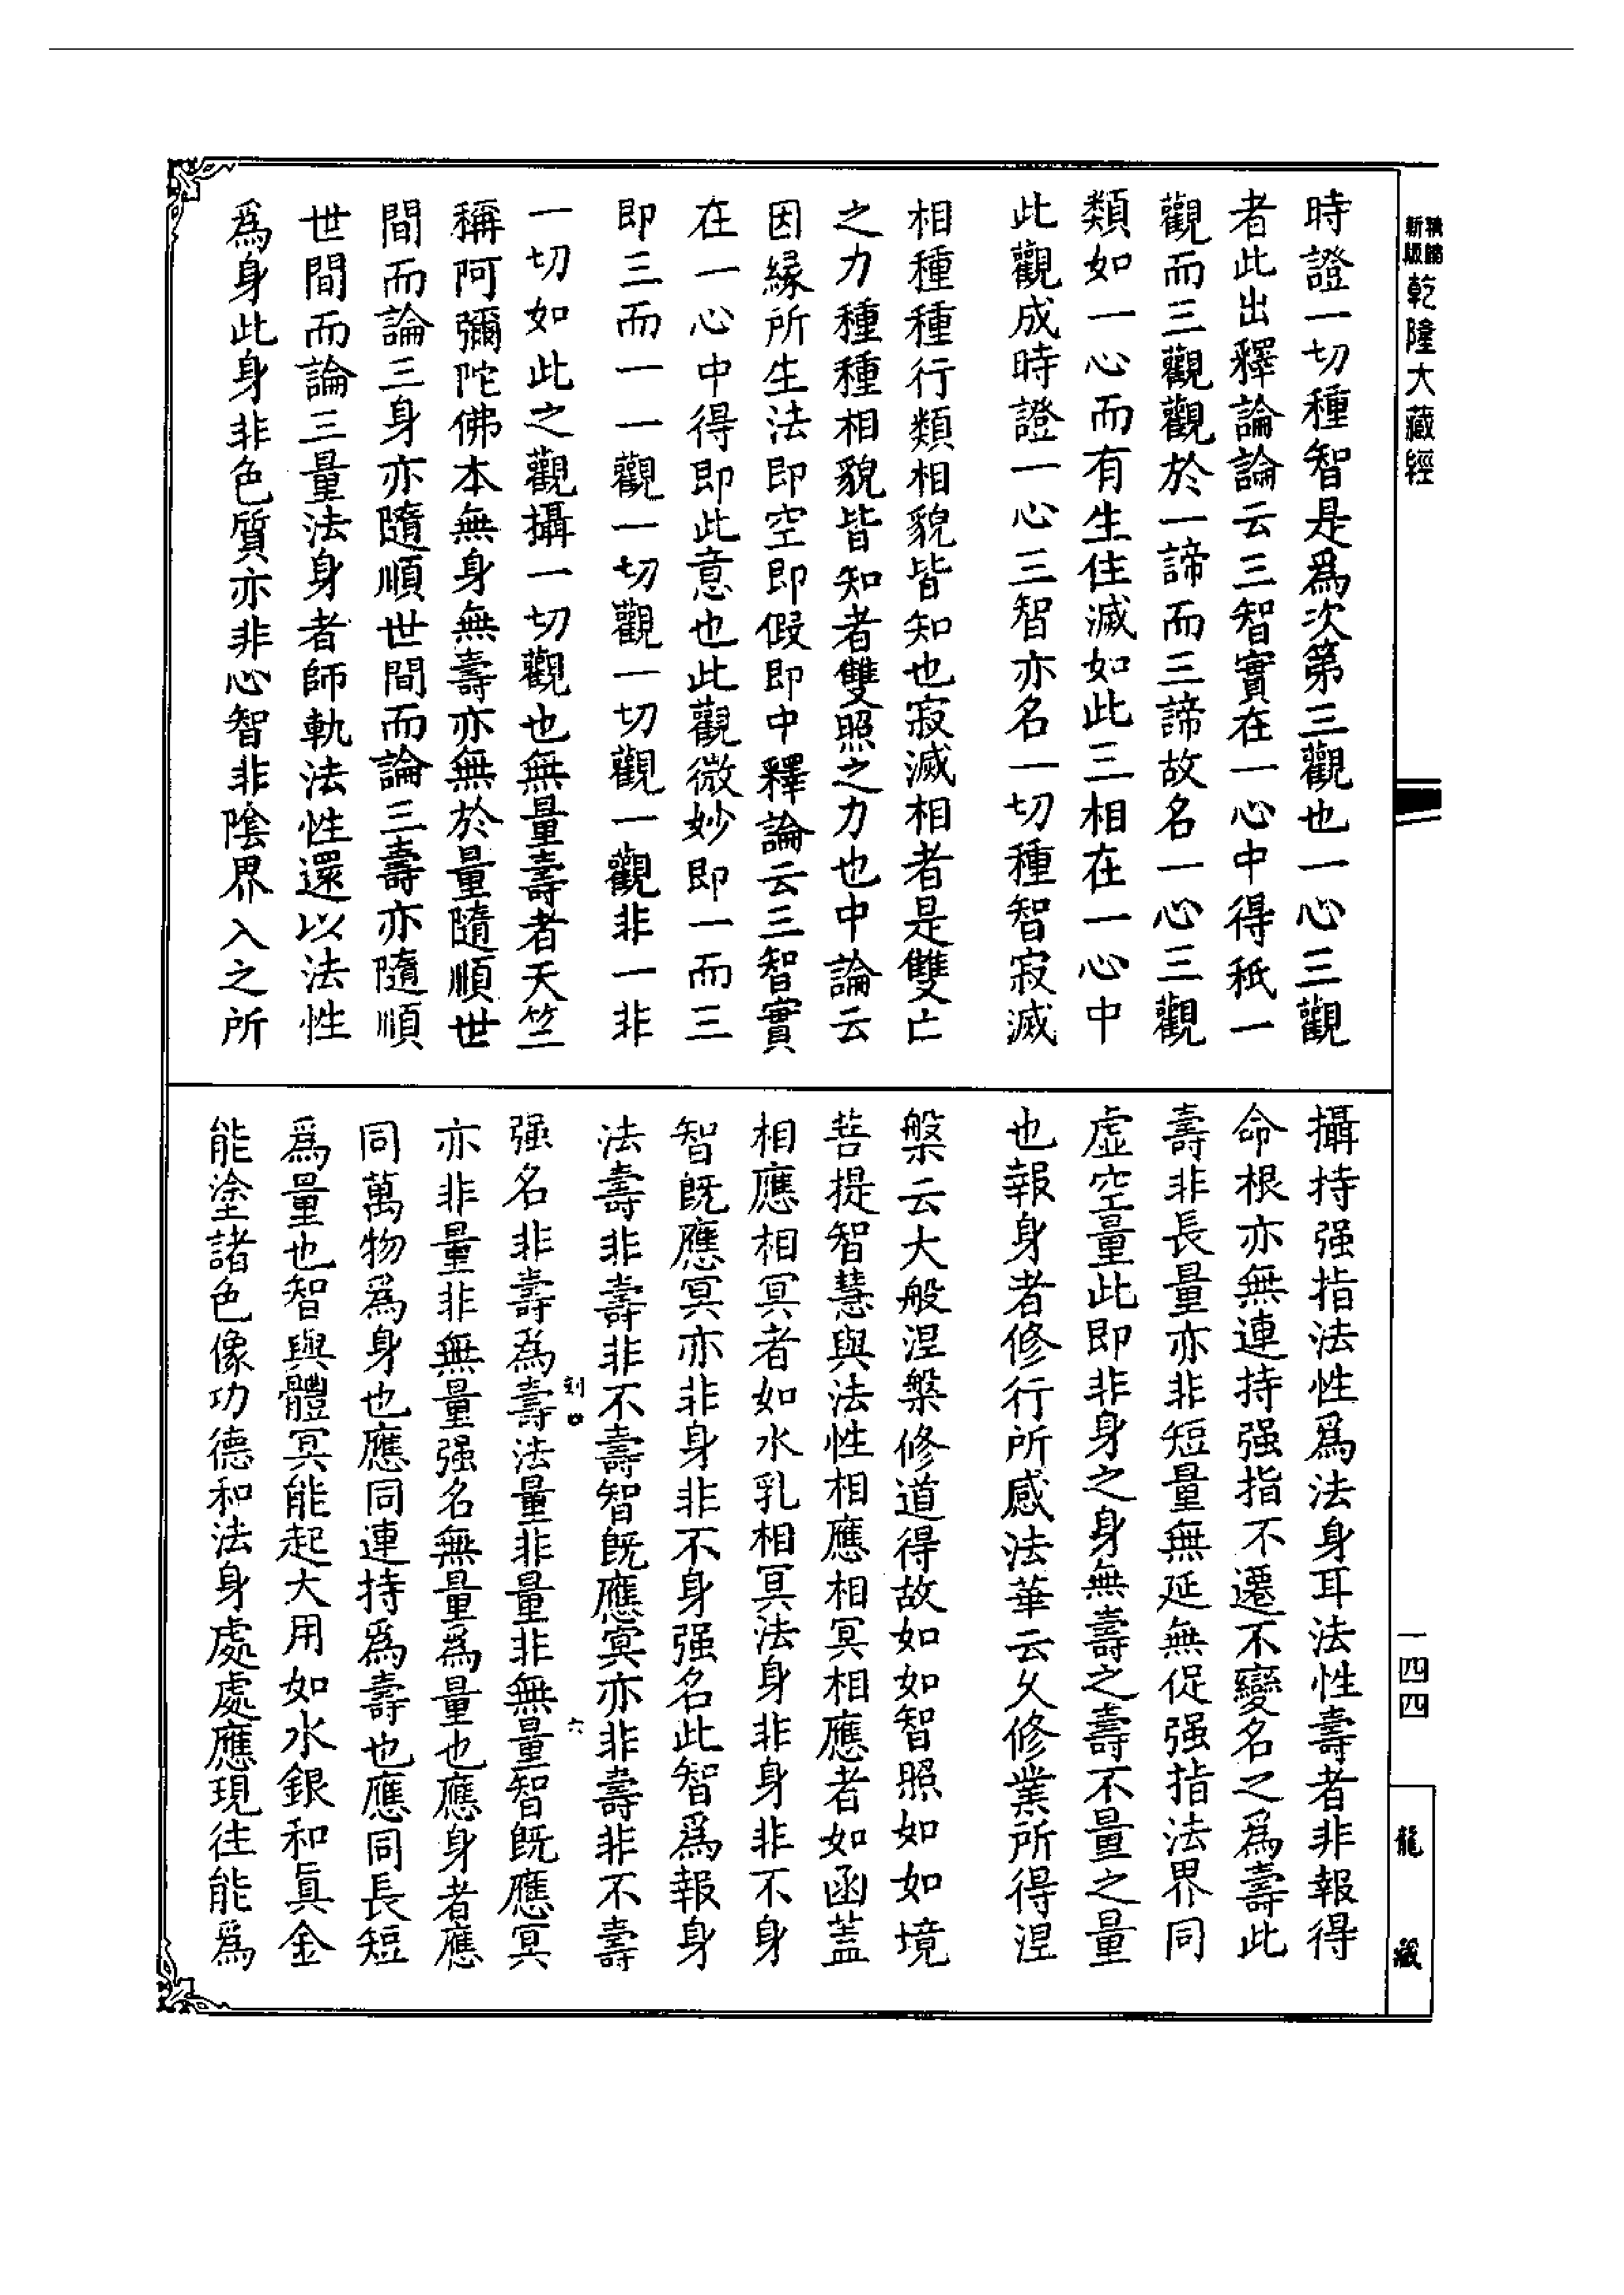 乾隆大藏經
時證一切種智是為次第三觀也一心三觀
者此出釋論論云三智實在一心中得秖一
觀而三觀觀於一諦而三諦故名一心三觀
類如一心而有生住滅如此三相在一心中
此觀成時證一心三智亦名一切種智寂滅
相種種行類相貌皆知也寂滅相者是雙亡
之力種種相貌皆知者雙照之力也中論云
因緣所生法即空即假即中釋論云三智實
在一心中得即此意也此觀微妙即一而三
即三而一一觀一切觀一切觀一觀非一非
一切如此之觀攝一切觀也無量壽者天竺
稱阿彌陀佛本無身無壽亦無於量隨順世
間而論三身亦隨順世間而論三壽亦隨順
世間而論三量法身者師軌法性還以法性
為身此身非色質亦非心智非陰界入之所
攝持强指法性為法身耳法性壽者非報得
命根亦無連持强指不遷不變名之為壽此
壽非長量亦非短量無延無促强指法界同
虛空量此即非身之身無壽之壽不量之量
也報身者修行所感法華云久修業所得涅
槃云大般涅槃修道得故如如智照如如境
菩提智慧與法性相應相冥相應者如函蓋
相應相冥者如水乳相冥法身非身非不身
智既應冥亦非身非不身强名此智為報身
法壽非壽非不壽智既應冥亦非壽非不壽
强名非壽為壽法量非量非無量智既應冥
亦非量非無量强名無量為量也應身者應
同萬物為身也應同連持為壽也應同長短
為量也智與體冥能起大用如水銀和眞金
能塗諸色像功德和法身處處應現往能為
六
一四四
龍藏